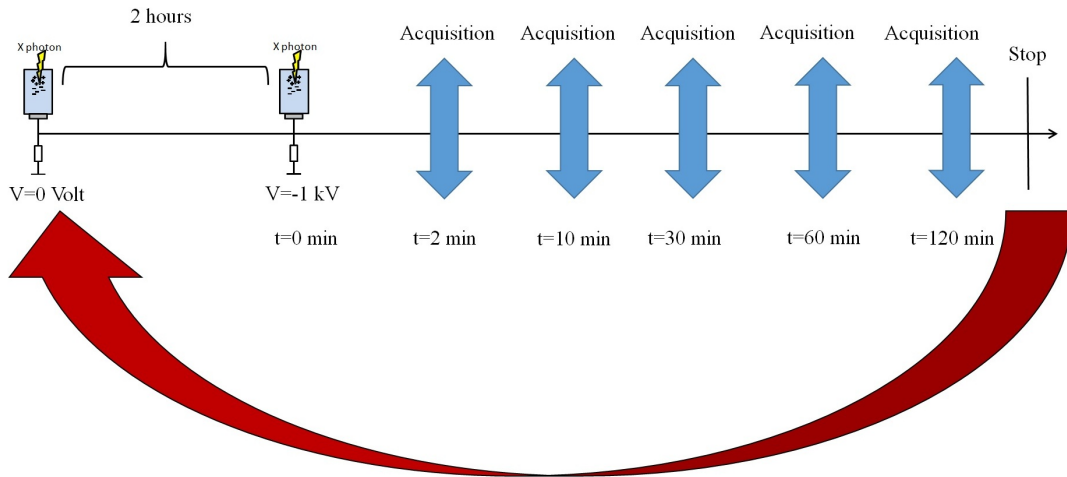 2 hours
X photon
X photon
Acquisition
Acquisition
Acquisition
Acquisition
Acquisition
Stop
V=0 Volt
V=-1 kV
t=0 min
t=2 min
t=10 min
t=30 min
t=60 min
t=120 min